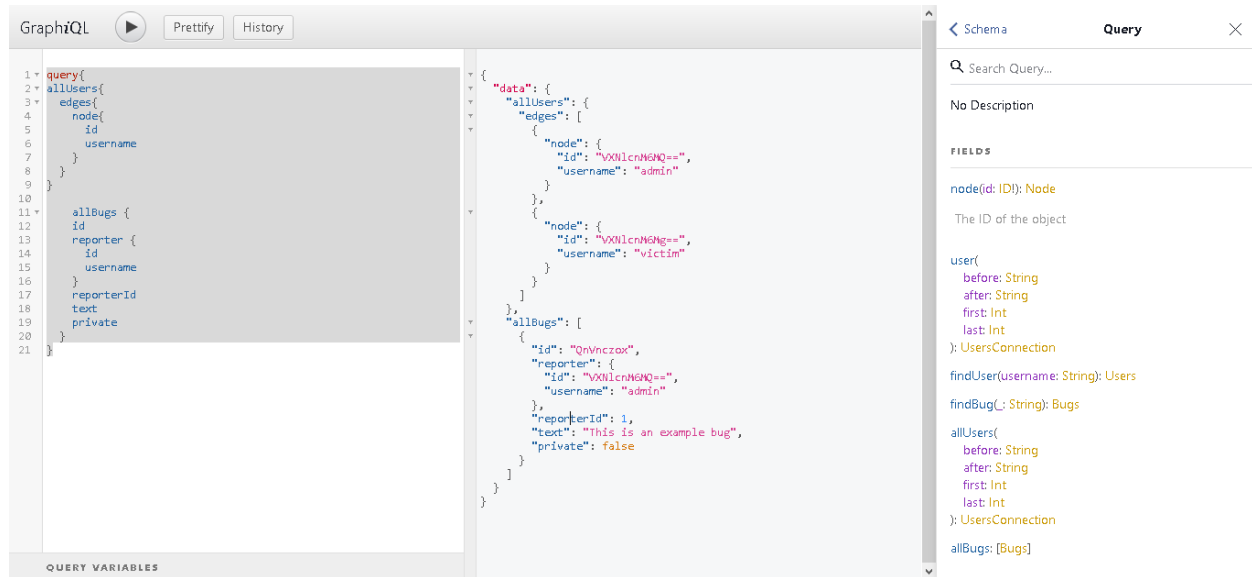 GraphiQL
Prettify
History
1 query{
2 allUsers{
3 edges{
4 node{
5 id
6 username
7 }
8 }
9 }
10
11 allBugs {
12 id
13 reporter {
14 id
15 username
16 }
17 reporterId
18 text
19 private
20 }
21 }
QUERY VARIABLES
{
"data": {
"allUsers": {
"edges": [
{
"node": {
"id": "VXNlcnM6MQ==",
"username": "admin"
}
},
{
"node": {
"id": "VXNlcnM6Mg==",
"username": "victim"
}
}
]
},
"allBugs": [
{
"id": "QnVnczox",
"reporter": {
"id": "VXNlcnM6MQ==",
"username": "admin"
},
"reporterId": 1,
"text": "This is an example bug",
"private": false
}
]
}
}
Schema
Query
Search Query...
No Description
FIELDS
node(id: ID!): Node
The ID of the object
user(
before: String
after: String
first: Int
last: Int
): UsersConnection
findUser(username: String): Users
findBug(_: String): Bugs
allUsers(
before: String
after: String
first: Int
last: Int
): UsersConnection
allBugs: [Bugs]